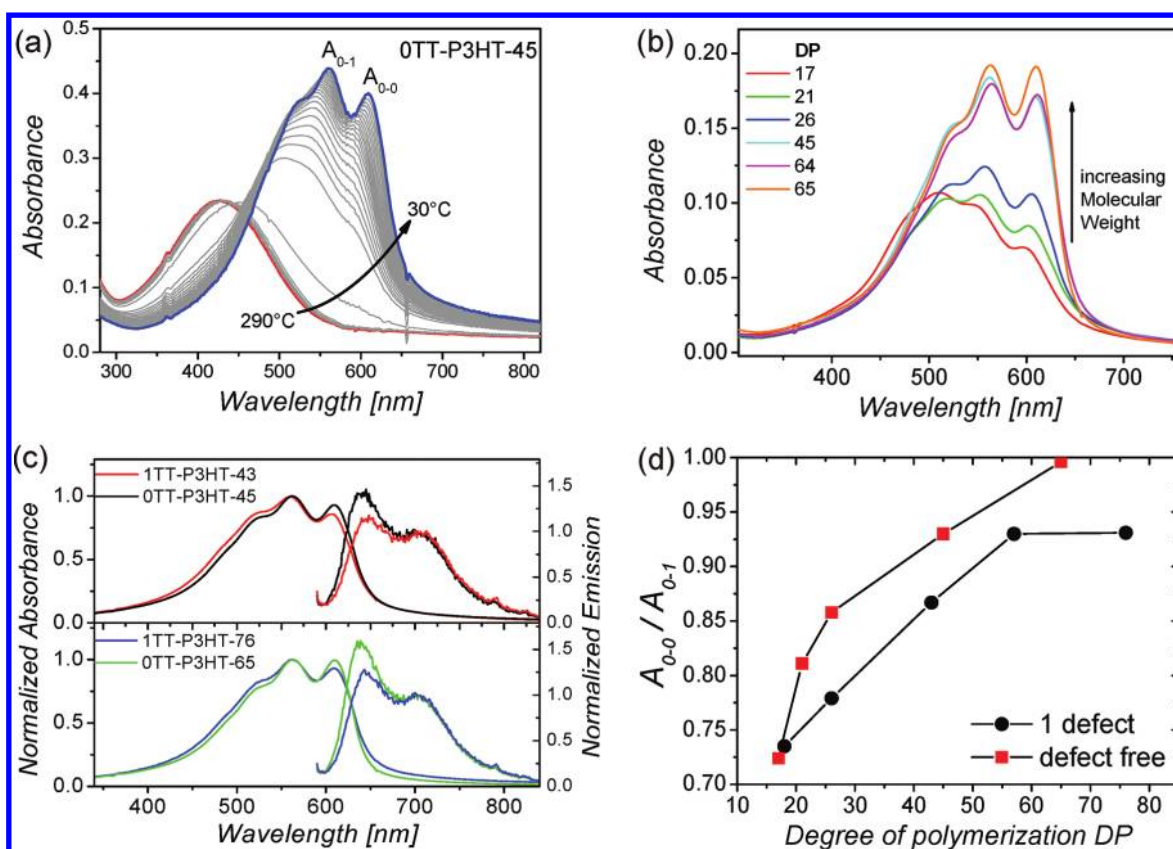 (a)
0TT-P3HT-45
A0-1
A0-0
30°C
290°C
0.5
0.4
0.3
0.2
0.1
0.0
300 400 500 600 700 800
Wavelength [nm]
Absorbance
(b)
DP
17
21
26
45
64
65
increasing
Molecular
Weight
0.20
0.15
0.10
0.05
0.00
400 500 600 700
Wavelength [nm]
Absorbance
(c)
1TT-P3HT-43
0TT-P3HT-45
1.0
0.5
0.0
1.5
1.0
0.5
0.0
1TT-P3HT-76
0TT-P3HT-65
1.0
0.5
0.0
1.5
1.0
0.5
0.0
400 500 600 700 800
Wavelength [nm]
Normalized Absorbance
Normalized Emission
(d)
1.00
0.95
0.90
0.85
0.80
0.75
0.70
1 defect
defect free
10 20 30 40 50 60 70 80
Degree of polymerization DP
A0-0 / A0-1